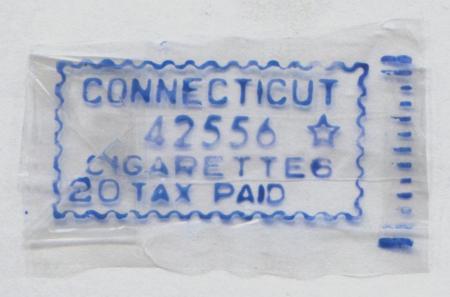 CONNECTICUT
42556 ☆
CIGARETTES
20 TAX PAID